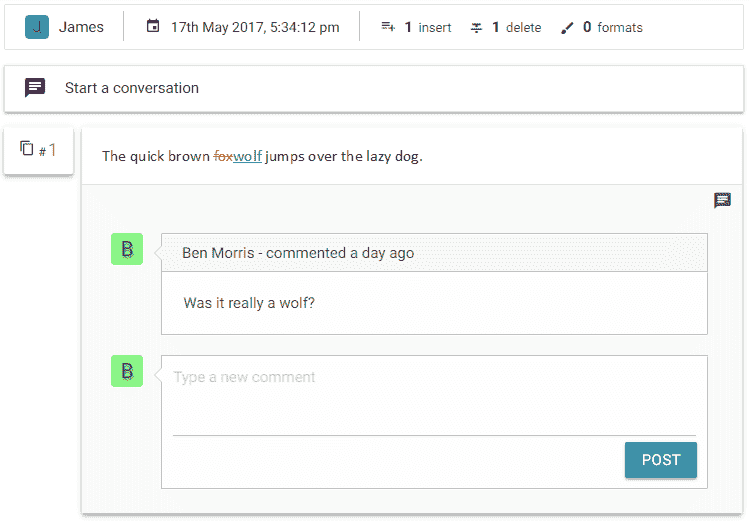 J James 17th May 2017, 5:34:12 pm 1 insert 1 delete 0 formats
Start a conversation
#1
The quick brown foxwolf jumps over the lazy dog.
B Ben Morris - commented a day ago
Was it really a wolf?
B Type a new comment
POST